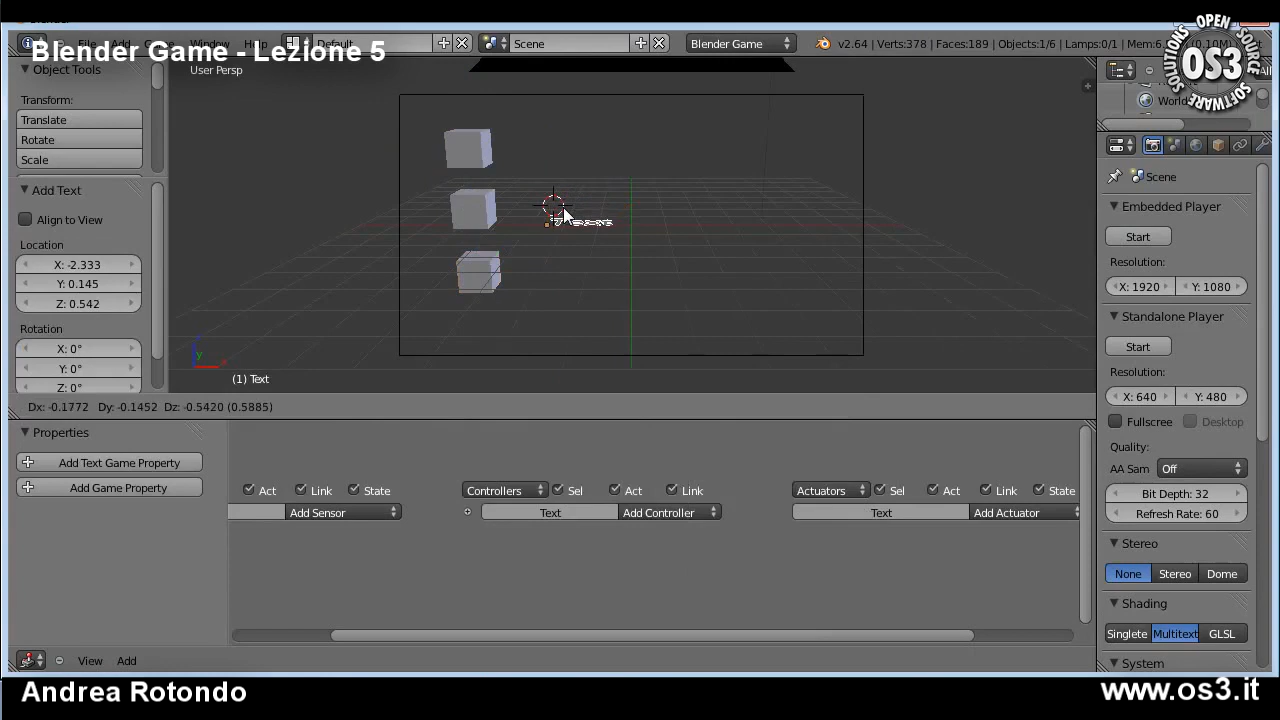 Blender Game - Lezione 5
File Add Window Help
Default
Scene
Blender Game
v2.64 | Verts:378 | Faces:189 | Objects:1/6 | Lamps:0/1 | Mem:6
OPEN SOURCE SOFTWARE SOLUTIONS
OS3
Object Tools
User Persp
Transform:
Translate
Rotate
Scale
Add Text
Align to View
Location
X: -2.333
Y: 0.145
Z: 0.542
Rotation
X: 0°
Y: 0°
Z: 0°
(1) Text
Dx: -0.1772 Dy: -0.1452 Dz: -0.5420 (0.5885)
World
Scene
Embedded Player
Start
Resolution:
X: 1920 Y: 1080
Standalone Player
Start
Resolution:
X: 640 Y: 480
Fullscree Desktop
Quality:
AA Sam Off
Bit Depth: 32
Refresh Rate: 60
Stereo
None Stereo Dome
Shading
Singlete Multitext GLSL
System
Properties
Add Text Game Property
Add Game Property
Act Link State
Controllers Sel Act Link
Actuators Sel Act Link State
Add Sensor
Text Add Controller
Text Add Actuator
View Add
Andrea Rotondo
www.os3.it